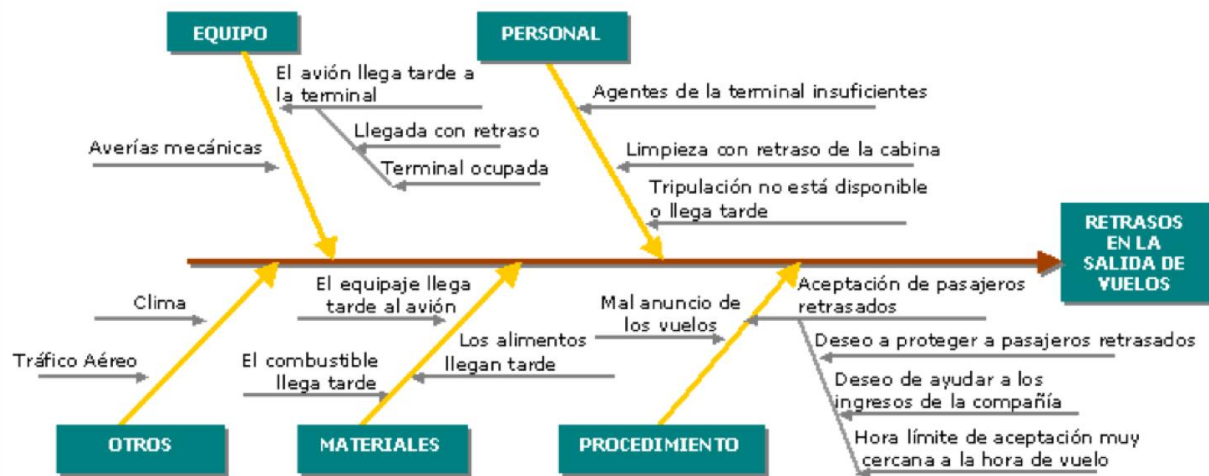 EQUIPO
PERSONAL
El avión llega tarde a
la terminal
Agentes de la terminal insuficientes
Averías mecánicas
Llegada con retraso
Terminal ocupada
Limpieza con retraso de la cabina
Tripulación no está disponible
o llega tarde
RETRASOS
EN LA
SALIDA DE
VUELOS
Clima
El equipaje llega
tarde al avión
Mal anuncio de
los vuelos
Aceptación de pasajeros
retrasados
Tráfico Aéreo
El combustible
llega tarde
Los alimentos
llegan tarde
Deseo a proteger a pasajeros retrasados
Deseo de ayudar a los
ingresos de la compañía
Hora límite de aceptación muy
cercana a la hora de vuelo
OTROS
MATERIALES
PROCEDIMIENTO